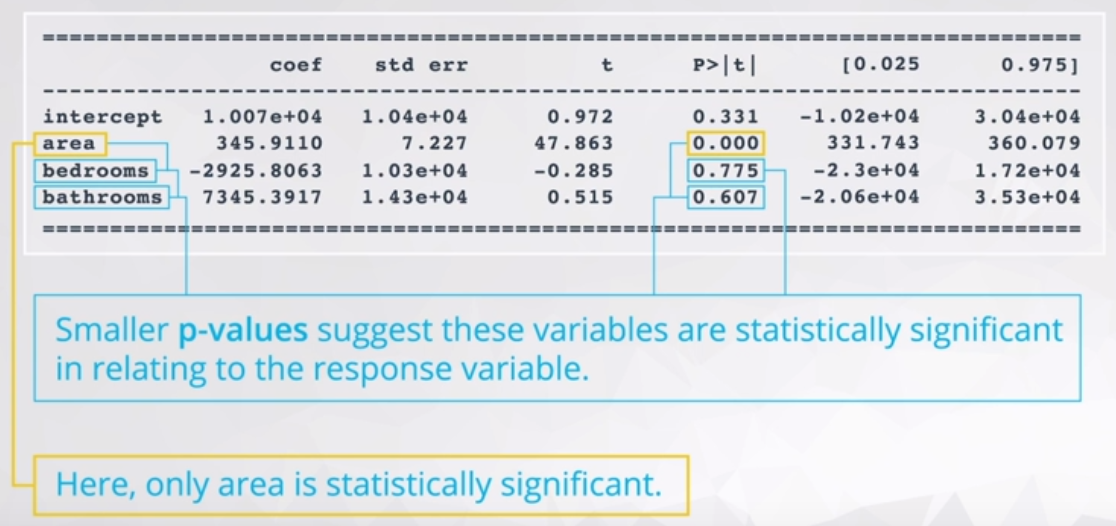 ==============================================================================
coef std err t P>|t| [0.025 0.975]
------------------------------------------------------------------------------
intercept 1.007e+04 1.04e+04 0.972 0.331 -1.02e+04 3.04e+04
area 345.9110 7.227 47.863 0.000 331.743 360.079
bedrooms -2925.8063 1.03e+04 -0.285 0.775 -2.3e+04 1.72e+04
bathrooms 7345.3917 1.43e+04 0.515 0.607 -2.06e+04 3.53e+04
==============================================================================
Smaller p-values suggest these variables are statistically significant
in relating to the response variable.
Here, only area is statistically significant.